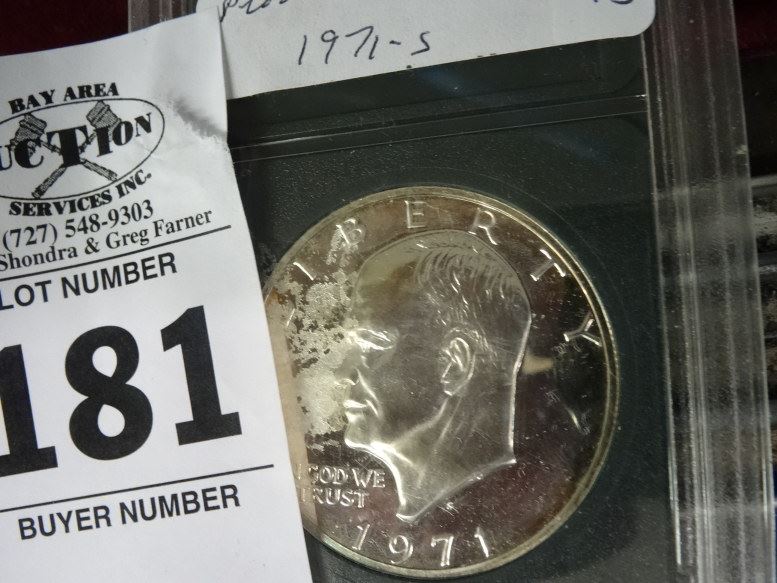 1971-S
BAY AREA
UCTION
SERVICES INC.
(727) 548-9303
Shondra & Greg Farner
LOT NUMBER
181
BUYER NUMBER
IBERTY
GOD WE
TRUST
1971